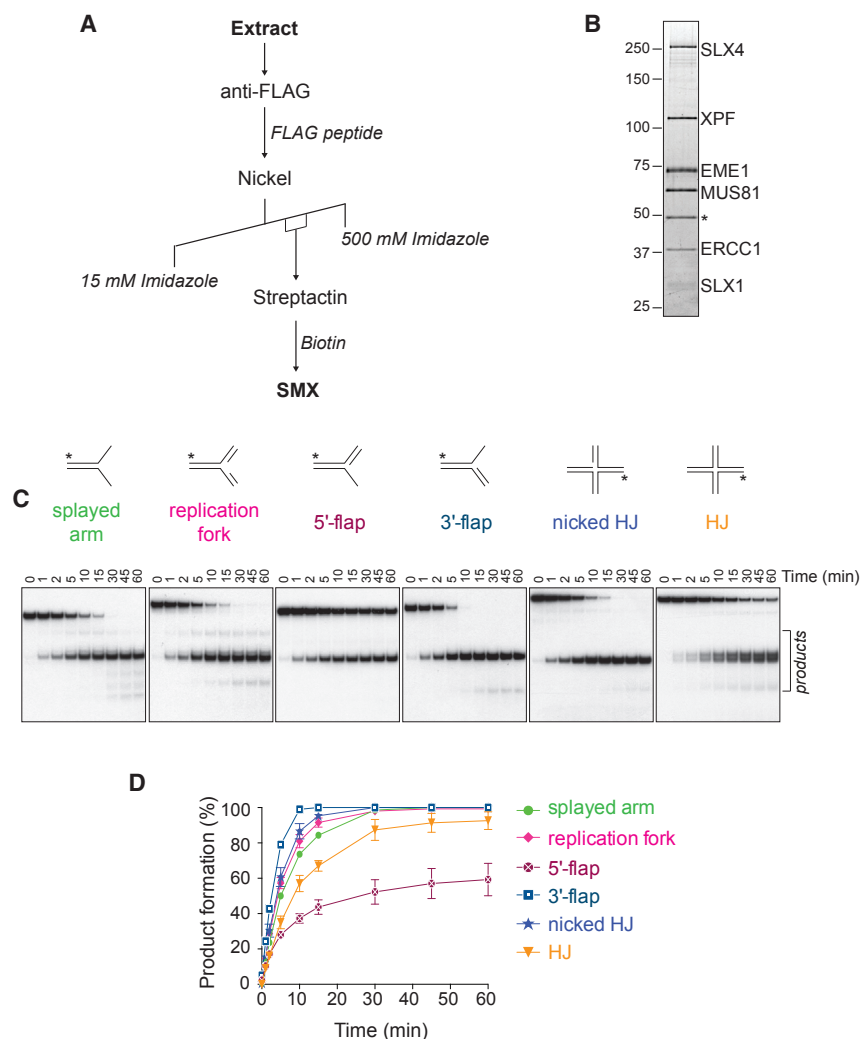 A
Extract
anti-FLAG
FLAG peptide
Nickel
15 mM Imidazole
500 mM Imidazole
Streptactin
Biotin
SMX
B
250
150
100
75
50
37
25
SLX4
XPF
EME1
MUS81
*
ERCC1
SLX1
C
* * * * * *
splayed arm
replication fork
5'-flap
3'-flap
nicked HJ
HJ
0 1 2 5 10 15 30 45 60
0 1 2 5 10 15 30 45 60
0 1 2 5 10 15 30 45 60
0 1 2 5 10 15 30 45 60
0 1 2 5 10 15 30 45 60
0 1 2 5 10 15 30 45 60
Time (min)
products
D
Product formation (%)
100
80
60
40
20
0
0 10 20 30 40 50 60
Time (min)
splayed arm
replication fork
5'-flap
3'-flap
nicked HJ
HJ